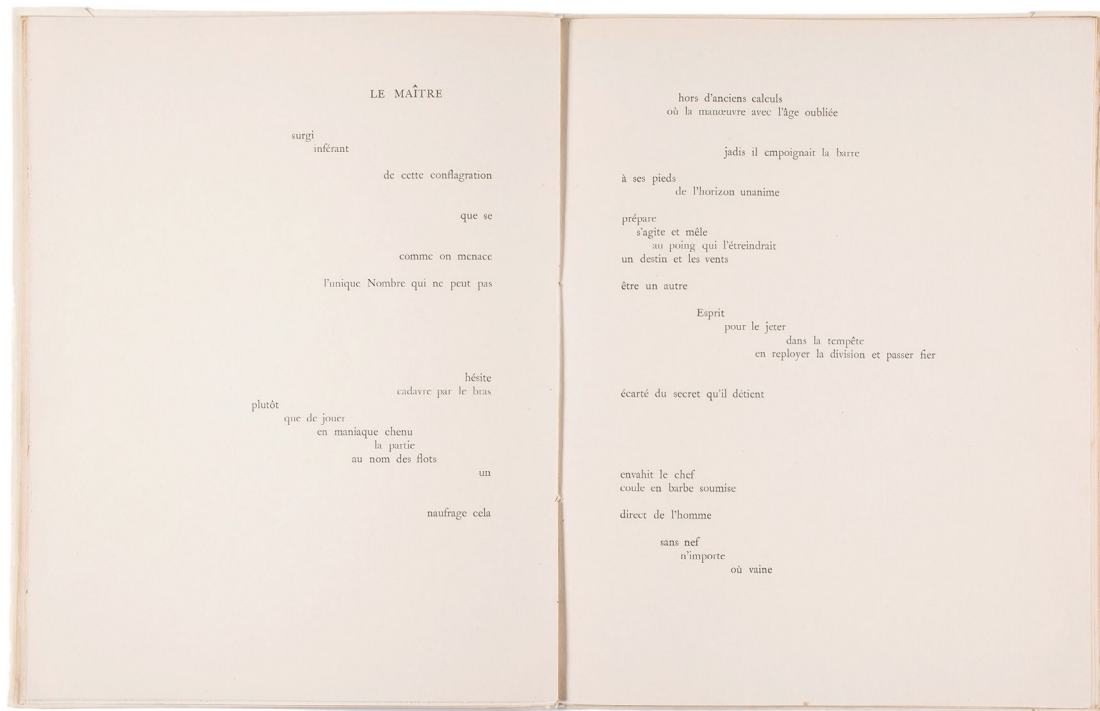 LE MAÎTRE
surgi
inférant
de cette conflagration
que se
comme on menace
l'unique Nombre qui ne peut pas
hésite
cadavre par le bras
plutôt
que de jouer
en maniaque chenu
la partie
au nom des flots
un
naufrage cela
hors d'anciens calculs
où la manœuvre avec l'âge oubliée
jadis il empoignait la barre
à ses pieds
de l'horizon unanime
prépare
s'agite et mêle
au poing qui l'étreindrait
un destin et les vents
être un autre
Esprit
pour le jeter
dans la tempête
en reployer la division et passer fier
écarté du secret qu'il détient
envahit le chef
coule en barbe soumise
direct de l'homme
sans nef
n'importe
où vaine